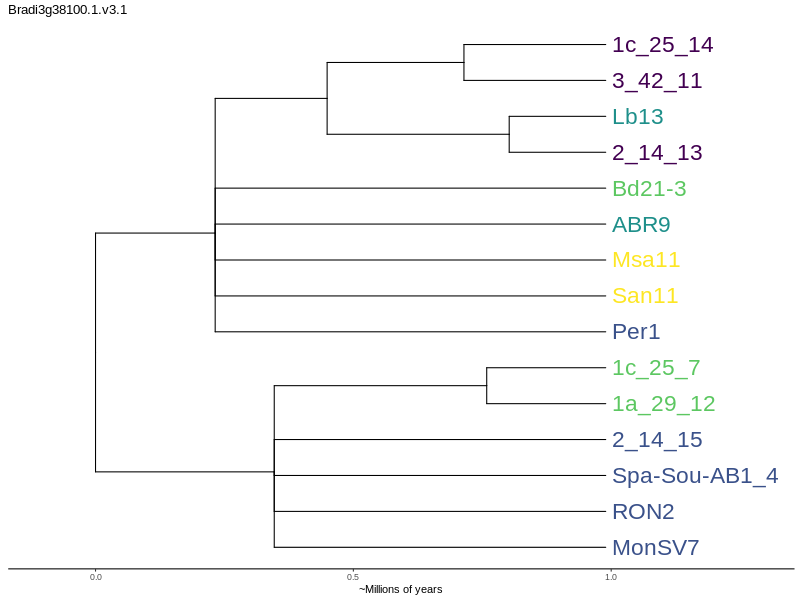 Bradi3g38100.1.v3.1
1c_25_14
3_42_11
Lb13
2_14_13
Bd21-3
ABR9
Msa11
San11
Per1
1c_25_7
1a_29_12
2_14_15
Spa-Sou-AB1_4
RON2
MonSV7
0.0 0.5 1.0
~Millions of years